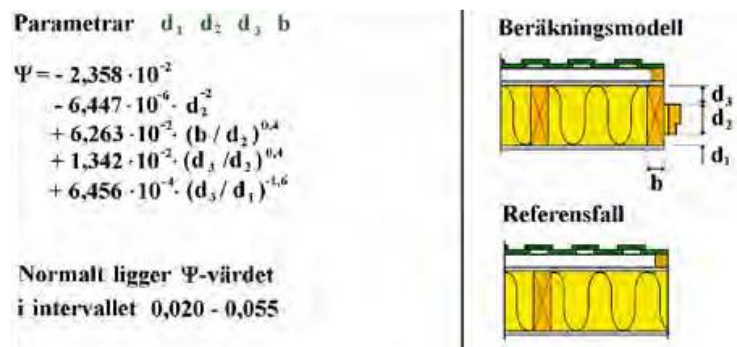 Parametrar d₁ d₂ d₃ b
Ψ = - 2,358 ·10⁻²
- 6,447 ·10⁻⁶· d₂⁻²
+ 6,263 ·10⁻²· (b / d₂)⁰·⁴
+ 1,342 ·10⁻²· (d₃ /d₂)⁰·⁴
+ 6,456 ·10⁻⁴· (d₃/ d₁)⁻¹·⁶
Normalt ligger Ψ-värdet
i intervallet 0,020 - 0,055
Beräkningsmodell
d₃
d₂
d₁
b
Referensfall